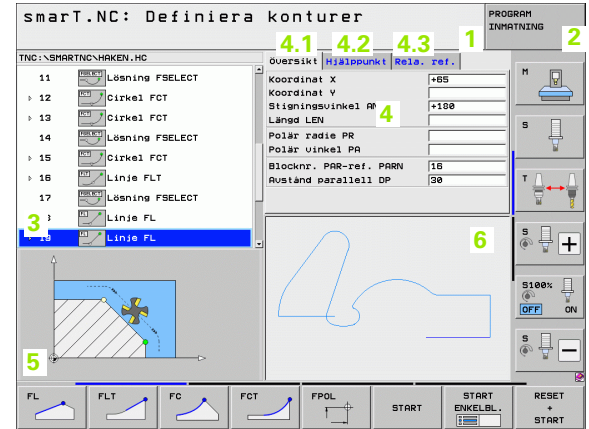 smarT.NC: Definiera konturer
PROGRAM
INMATNING
1
2
TNC:\SMARTNC\HAKEN.HC
11 Lösning FSELECT
12 Cirkel FCT
13 Cirkel FCT
14 Lösning FSELECT
15 Cirkel FCT
16 Linje FLT
17 Lösning FSELECT
Linje FL
19 Linje FL
3
4.1
4.2
4.3
Översikt
Hjälppunkt
Rela. ref.
Koordinat X +65
Koordinat Y
Stigningsvinkel AN +180
Längd LEN
4
Polär radie PR
Polär vinkel PA
Blocknr. PAR-ref. PARN 16
Avstånd parallell DP 30
5
6
M
S
T
S
S100%
OFF ON
S
FL
FLT
FC
FCT
FPOL
START
START
ENKELBL.
RESET
+
START